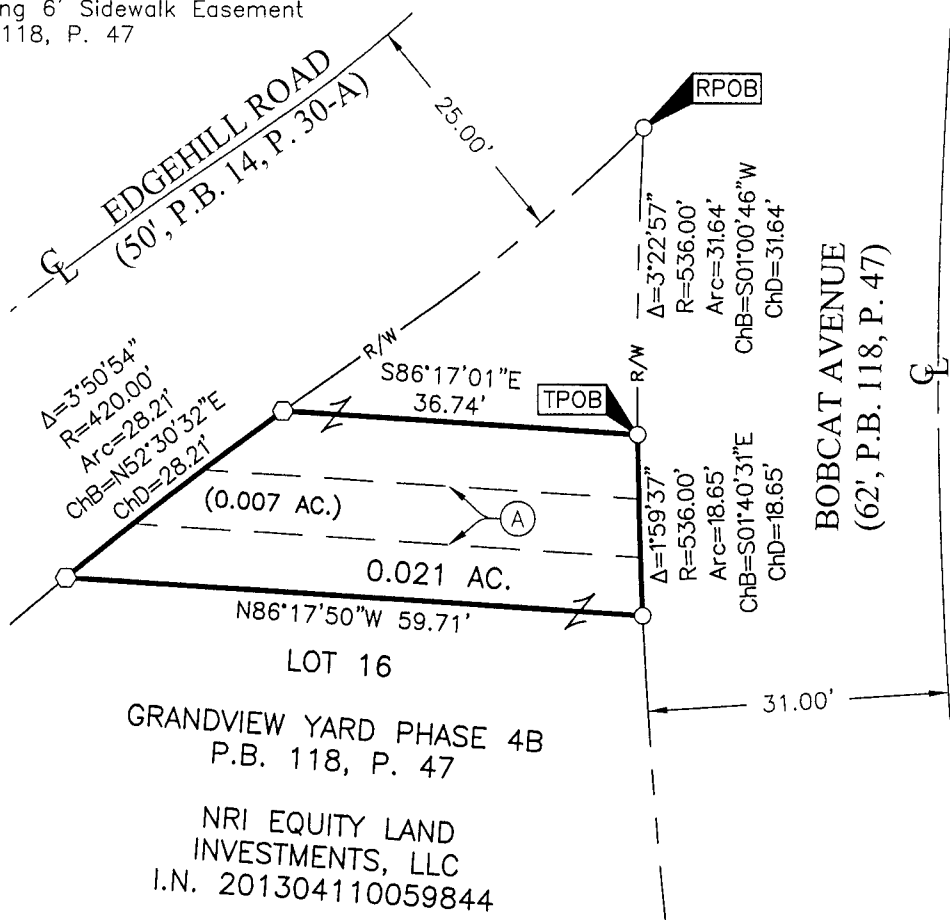 ng 6' Sidewalk Easement
118, P. 47
EDGEHILL ROAD
(50', P.B. 14, P. 30-A)
℄
25.00'
RPOB
Δ=3°22'57"
R=536.00'
Arc=31.64'
ChB=S01°00'46"W
ChD=31.64'
BOBCAT AVENUE
(62', P.B. 118, P. 47)
℄
R/W
R/W
Δ=3°50'54"
R=420.00'
Arc=28.21'
ChB=N52°30'32"E
ChD=28.21'
S86°17'01"E
36.74'
TPOB
(0.007 AC.)
A
0.021 AC.
Δ=1°59'37"
R=536.00'
Arc=18.65'
ChB=S01°40'31"E
ChD=18.65'
N86°17'50"W 59.71'
LOT 16
31.00'
GRANDVIEW YARD PHASE 4B
P.B. 118, P. 47
NRI EQUITY LAND
INVESTMENTS, LLC
I.N. 201304110059844